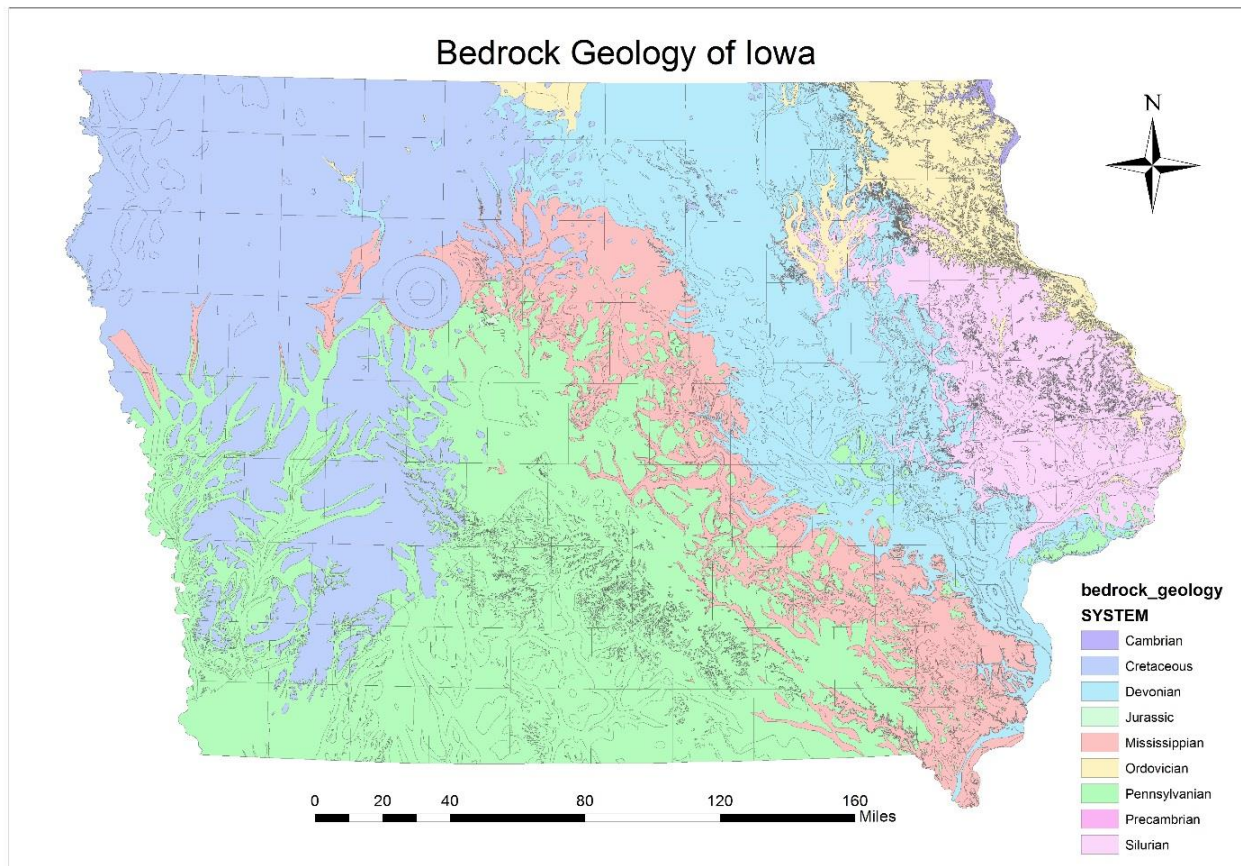 Bedrock Geology of Iowa
N
bedrock_geology
SYSTEM
Cambrian
Cretaceous
Devonian
Jurassic
Mississippian
Ordovician
Pennsylvanian
Precambrian
Silurian
0 20 40 80 120 160
Miles